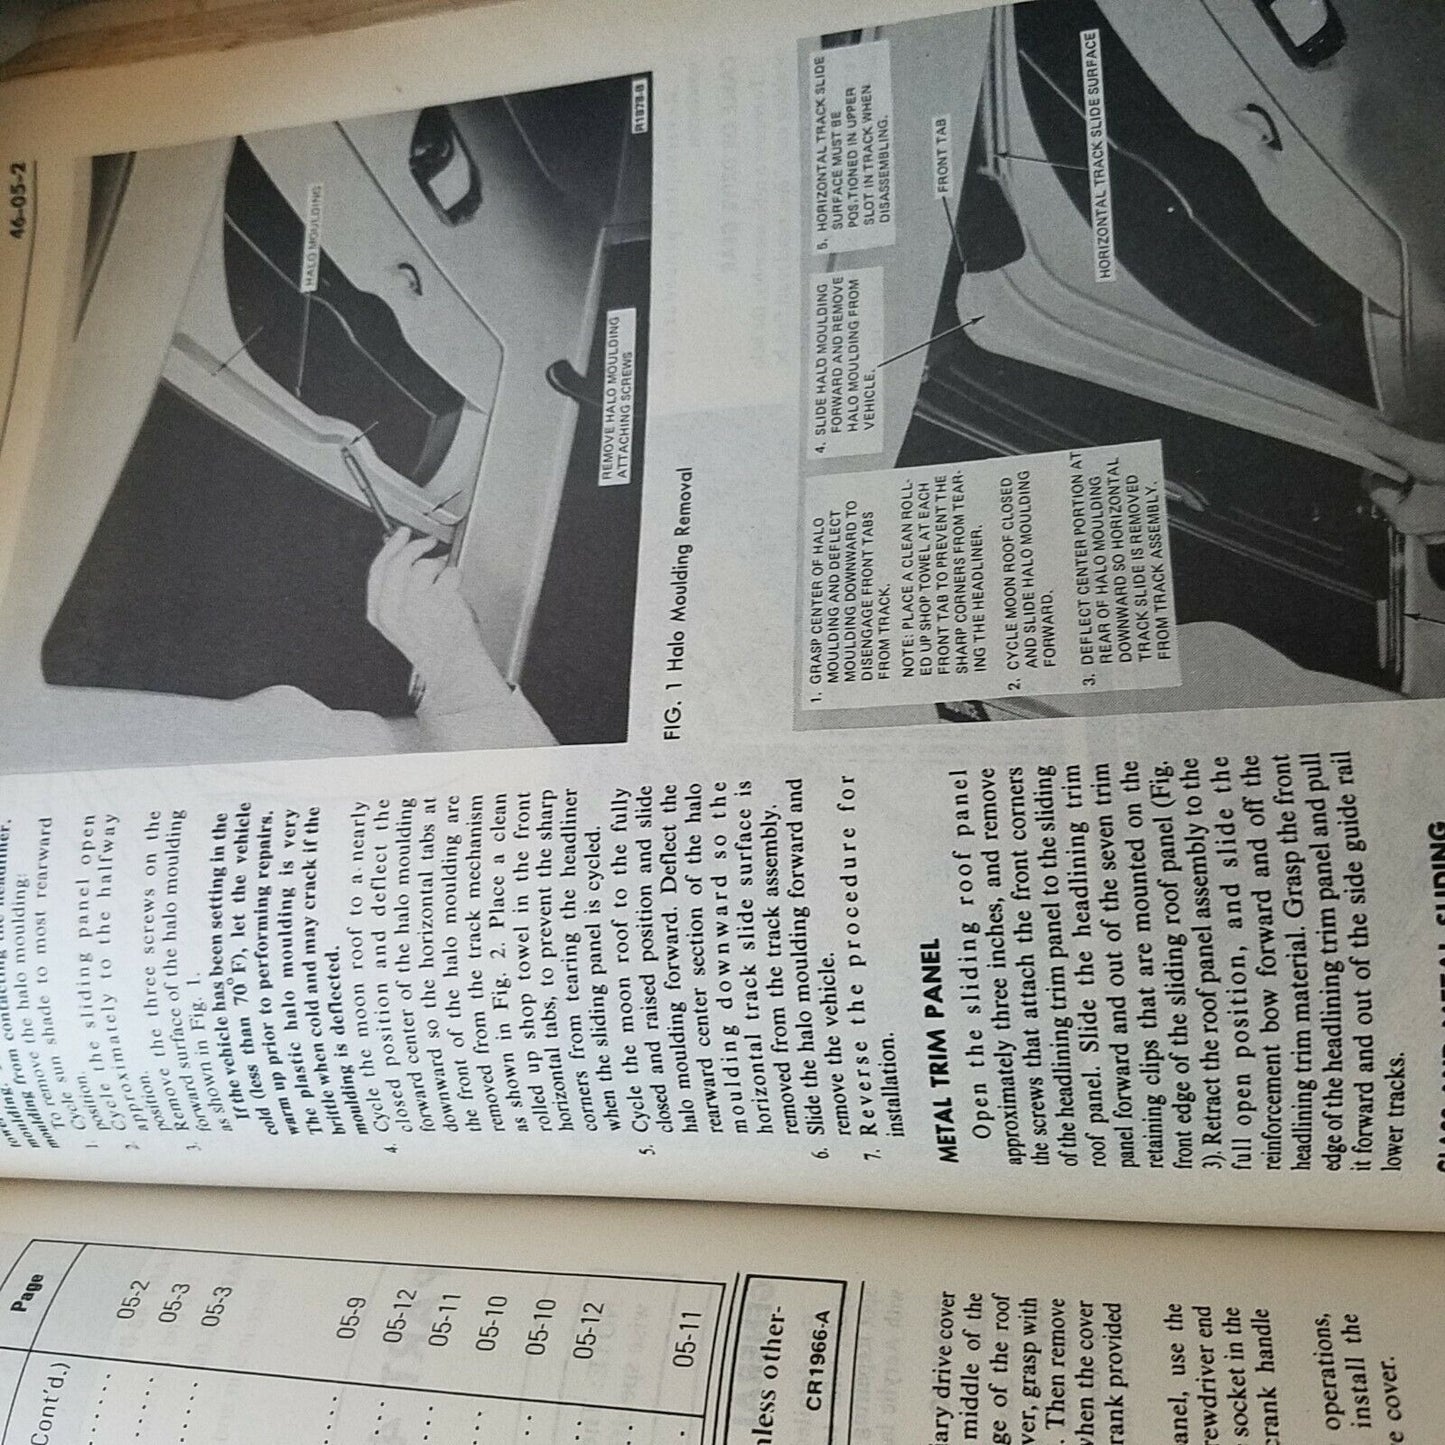 Page
Cont'd.)
05-2
05-3
05-3
05-9
05-12
05-11
05-10
05-10
05-12
05-11
CR1966-A
nless other-
iary drive cover
middle of the
ge of the roof
ver, grasp with
. Then remove
when the cover
rank provided
anel, use the
rewdriver end
socket in the
crank handle
operations,
install the
e cover.
46-05-2
moulding from contacting the headliner.
move the halo moulding:
To remove the halo moulding:
1. Cycle sun shade to most rearward
position.
2. Cycle the sliding panel open
approximately to the halfway
position.
3. Remove the three screws on the
forward surface of the halo moulding
as shown in Fig. 1.
If the vehicle has been setting in the
cold (less than 70°F), let the vehicle
warm up prior to performing repairs.
The plastic halo moulding is very
brittle when cold and may crack if the
moulding is deflected.
4. Cycle the moon roof to a nearly
closed position and deflect the
forward center of the halo moulding
downward so the horizontal tabs at
the front of the halo moulding are
removed from the track mechanism
as shown in Fig. 2. Place a clean
rolled up shop towel in the front
horizontal tabs, to prevent the sharp
corners from tearing the headliner
when the sliding panel is cycled.
5. Cycle the moon roof to the fully
closed and raised position and slide
halo moulding forward. Deflect the
rearward center section of the halo
moulding downward so the
horizontal track slide surface is
removed from the track assembly.
6. Slide the halo moulding forward and
remove the vehicle.
7. Reverse the procedure for
installation.
METAL TRIM PANEL
Open the sliding roof panel
approximately three inches, and remove
the screws that attach the front corners
of the headlining trim panel to the sliding
roof panel. Slide the headlining trim
panel forward and out of the seven trim
retaining clips that are mounted on the
front edge of the sliding roof panel (Fig.
3). Retract the roof panel assembly to the
full open position, and slide the
reinforcement bow forward and off the
headlining trim material. Grasp the front
edge of the headlining trim panel and pull
it forward and out of the side guide rail
lower tracks.
HALO MOULDING
REMOVE HALO MOULDING
ATTACHING SCREWS
R1978-B
FIG. 1 Halo Moulding Removal
1. GRASP CENTER OF HALO
MOULDING AND DEFLECT
MOULDING DOWNWARD TO
DISENGAGE FRONT TABS
FROM TRACK.
NOTE: PLACE A CLEAN ROLL-
ED UP SHOP TOWEL AT EACH
FRONT TAB TO PREVENT THE
SHARP CORNERS FROM TEAR-
ING THE HEADLINER.
2. CYCLE MOON ROOF CLOSED
AND SLIDE HALO MOULDING
FORWARD.
3. DEFLECT CENTER PORTION AT
REAR OF HALO MOULDING
DOWNWARD SO HORIZONTAL
TRACK SLIDE IS REMOVED
FROM TRACK ASSEMBLY.
4. SLIDE HALO MOULDING
FORWARD AND REMOVE
HALO MOULDING FROM
VEHICLE.
5. HORIZONTAL TRACK SLIDE
SURFACE MUST BE
POSITIONED IN UPPER
SLOT IN TRACK WHEN
DISASSEMBLING.
FRONT TAB
HORIZONTAL TRACK SLIDE SURFACE